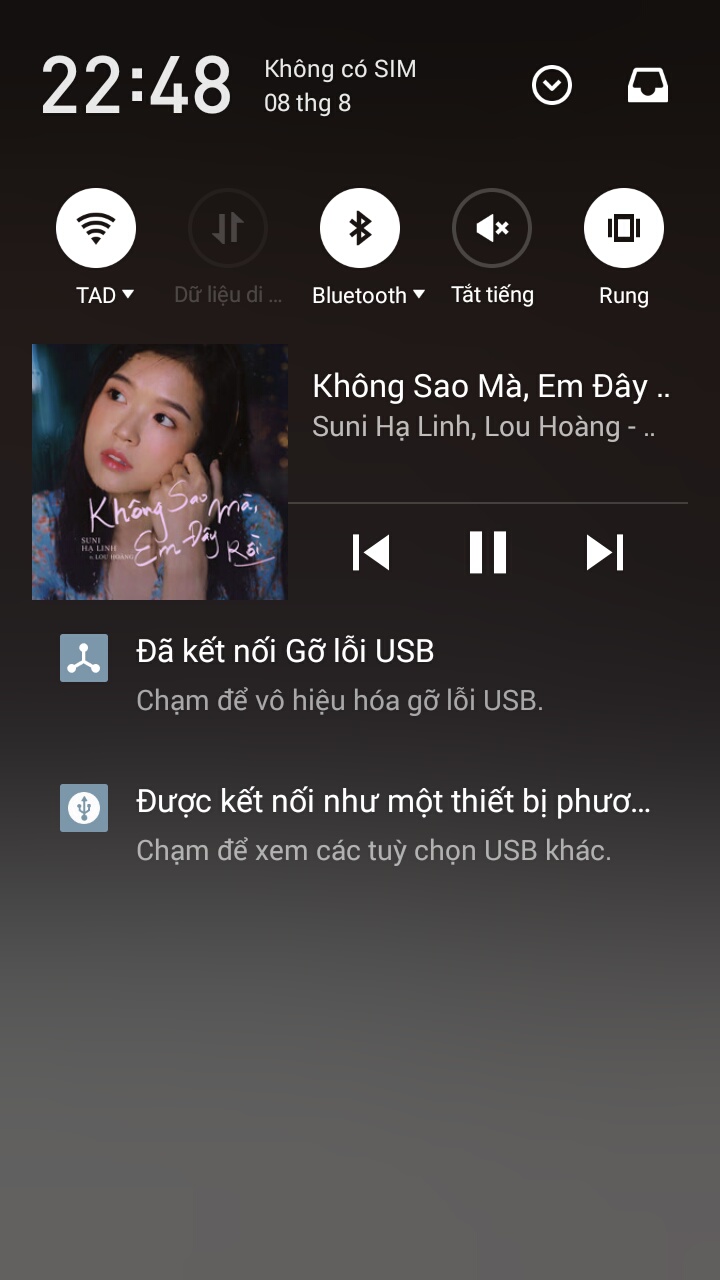 22:48
Không có SIM
08 thg 8
TAD
Dữ liệu di ...
Bluetooth
Tắt tiếng
Rung
Không Sao Mà, Em Đây ..
Suni Hạ Linh, Lou Hoàng - ..
Không Sao Mà,
Em Đây Rồi
SUNI
HẠ LINH
ft. LOU HOÀNG
Đã kết nối Gỡ lỗi USB
Chạm để vô hiệu hóa gỡ lỗi USB.
Được kết nối như một thiết bị phươ...
Chạm để xem các tuỳ chọn USB khác.